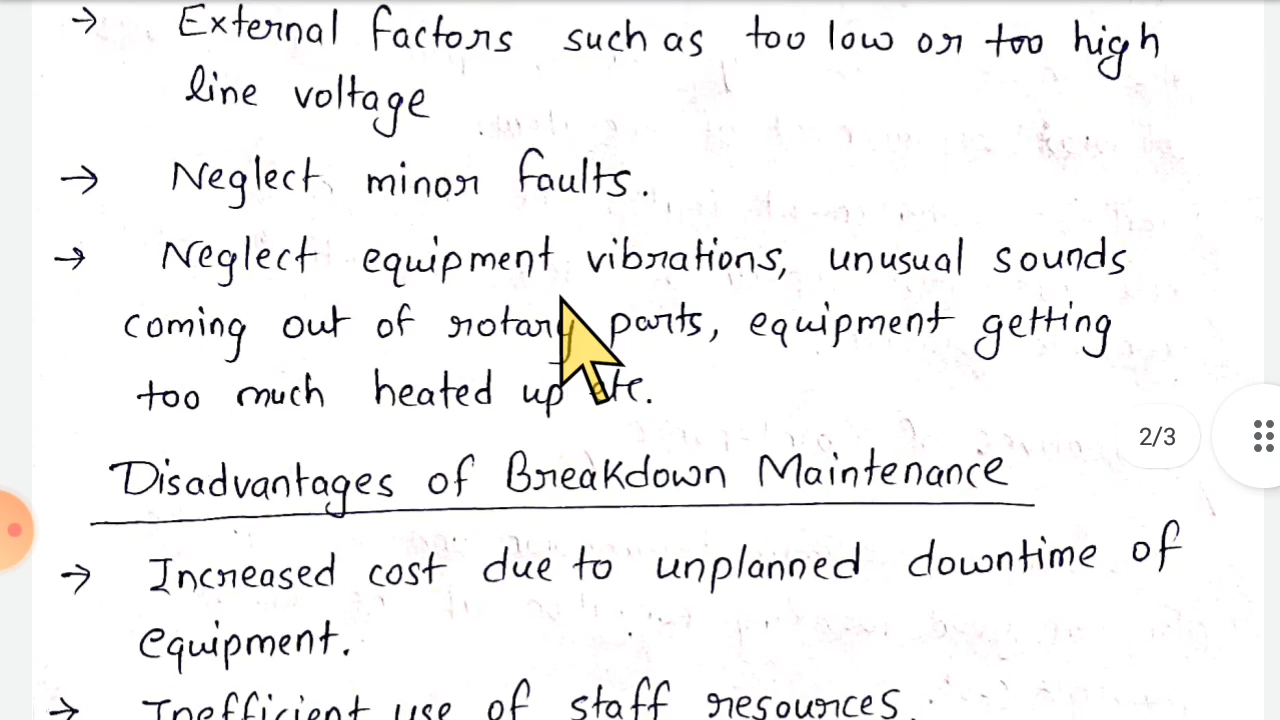 → External factors such as too low or too high
line voltage
→ Neglect minor faults.
→ Neglect equipment vibrations, unusual sounds
coming out of rotary parts, equipment getting
too much heated up etc.
2/3
Disadvantages of Breakdown Maintenance
→ Increased cost due to unplanned downtime of
equipment.
→ Inefficient use of staff resources.